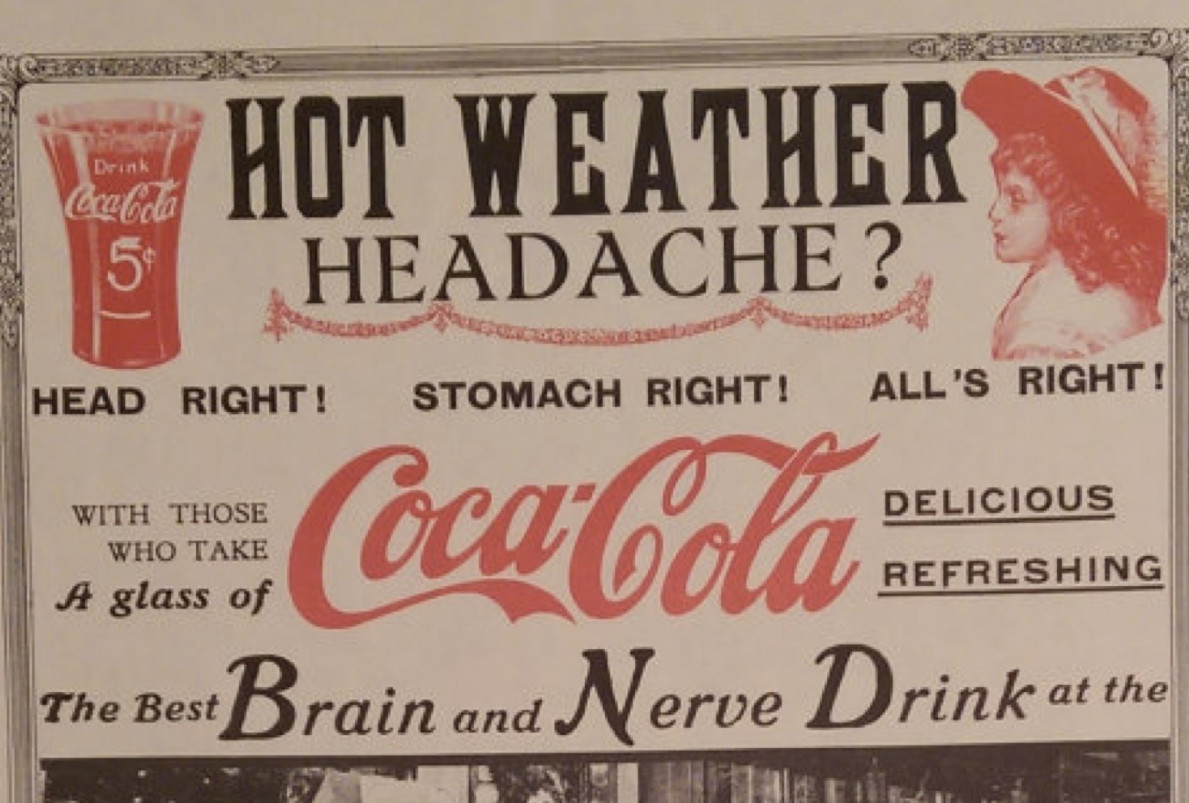 HOT WEATHER
HEADACHE?
Drink
Coca-Cola
5¢
HEAD RIGHT! STOMACH RIGHT! ALL'S RIGHT!
WITH THOSE
WHO TAKE
A glass of
Coca-Cola
DELICIOUS
REFRESHING
The Best Brain and Nerve Drink at the